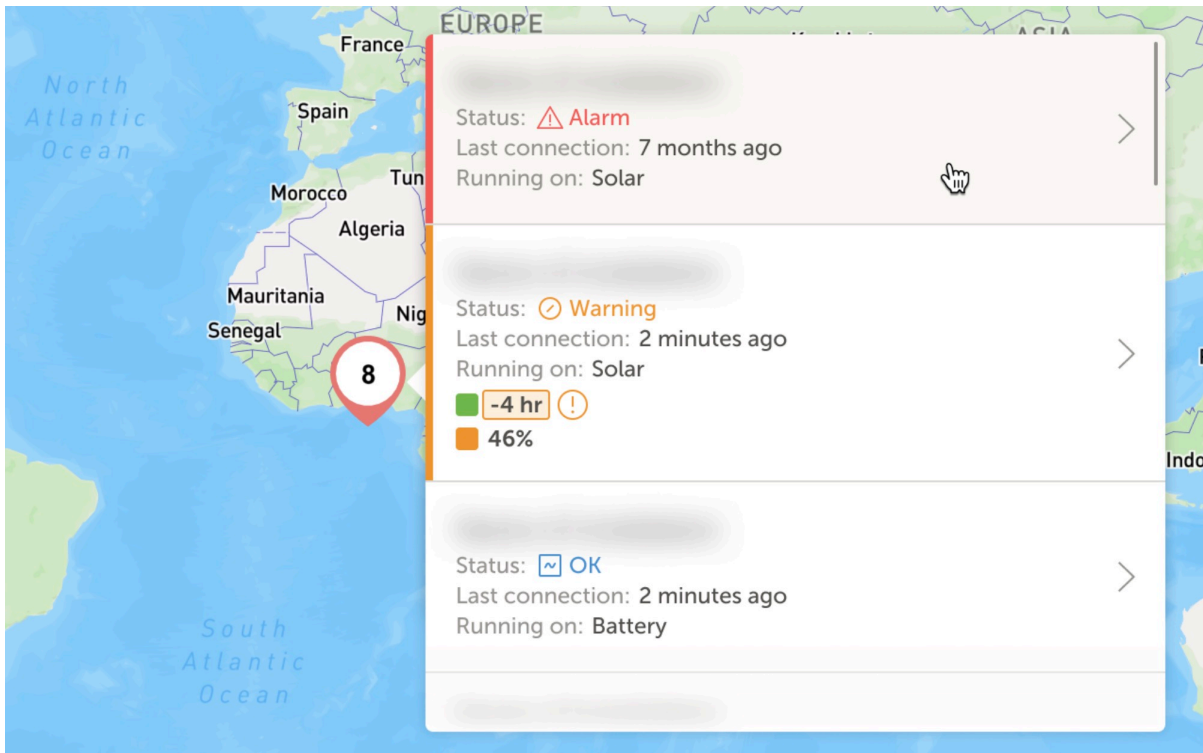 EUROPE
France
North
Atlantic
Ocean
Spain
Morocco
Tun
Algeria
Mauritania
Nig
Senegal
8
South
Atlantic
Ocean
Status: Alarm
Last connection: 7 months ago
Running on: Solar
Status: Warning
Last connection: 2 minutes ago
Running on: Solar
-4 hr
46%
Status: OK
Last connection: 2 minutes ago
Running on: Battery
Indo